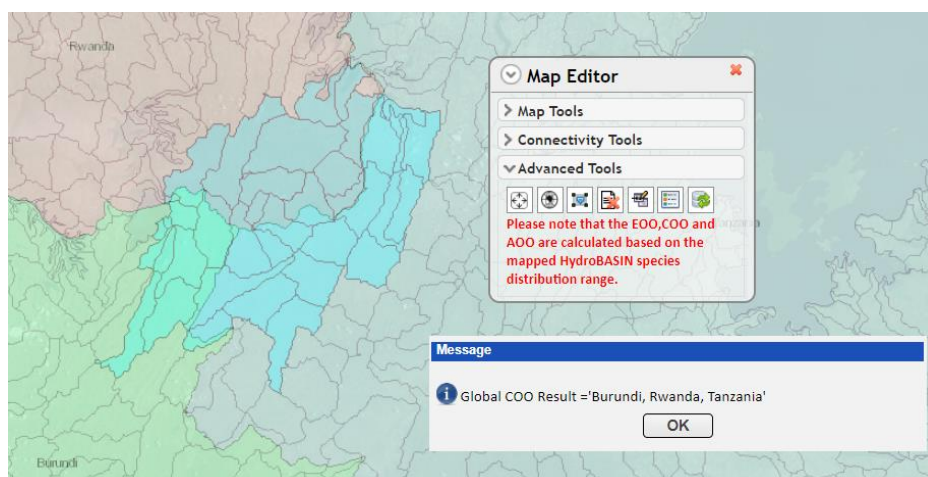 Rwanda
Map Editor
Map Tools
Connectivity Tools
Advanced Tools
Please note that the EOO,COO and
AOO are calculated based on the
mapped HydroBASIN species
distribution range.
Tanzania
Message
Global COO Result ='Burundi, Rwanda, Tanzania'
OK
Burundi